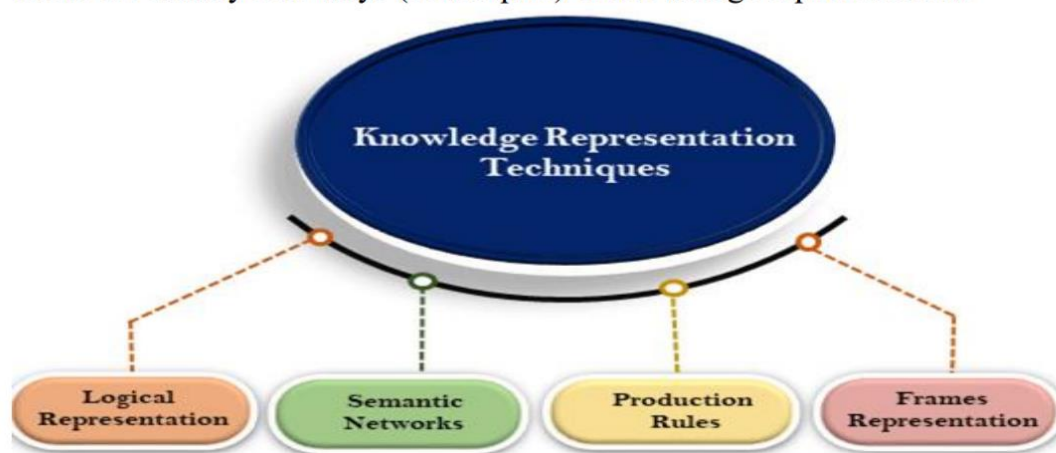 Knowledge Representation
Techniques
Logical
Representation
Semantic
Networks
Production
Rules
Frames
Representation